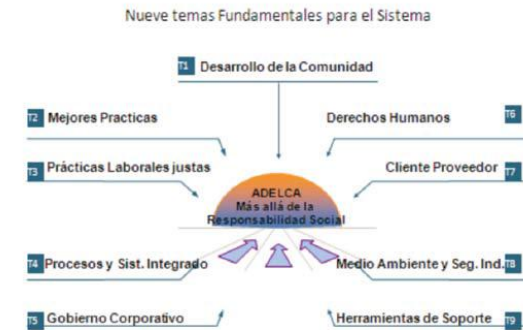 Nueve temas Fundamentales para el Sistema
T1 Desarrollo de la Comunidad
T2 Mejores Practicas
Derechos Humanos T6
T3 Prácticas Laborales justas
Cliente Proveedor T7
ADELCA
Más allá de la
Responsabilidad Social
T4 Procesos y Sist. Integrado
Medio Ambiente y Seg. Ind. T8
T5 Gobierno Corporativo
Herramientas de Soporte T9